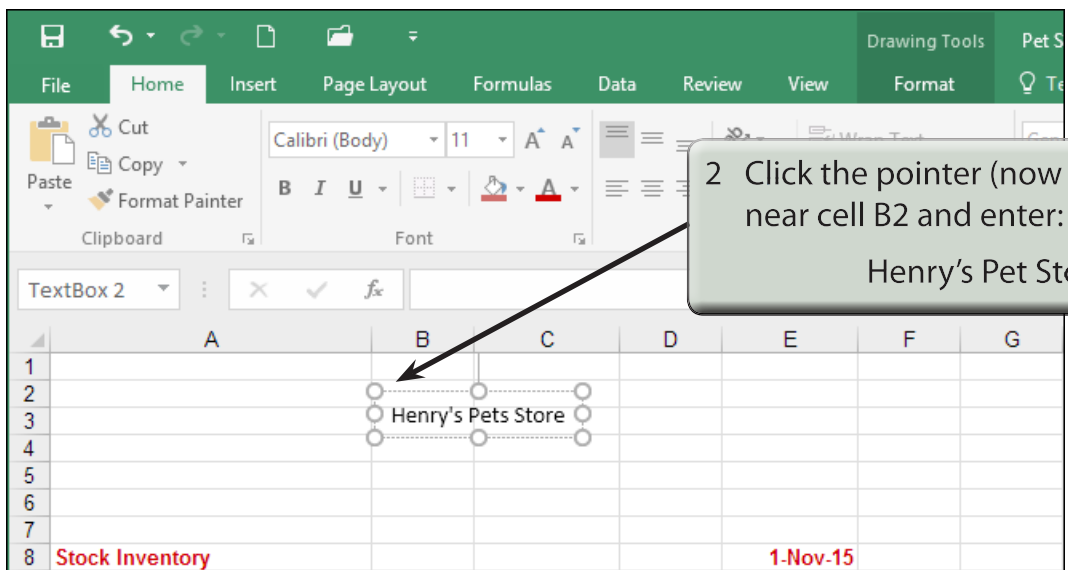 Drawing Tools Pet S
File Home Insert Page Layout Formulas Data Review View Format Te
Cut
Copy
Format Painter
Paste
Calibri (Body) 11 A A
B I U A
Clipboard Font
2 Click the pointer (now
near cell B2 and enter:
Henry’s Pet Sto
TextBox 2 fx
A B C D E F G
1
2
3 Henry's Pets Store
4
5
6
7
8 Stock Inventory 1-Nov-15